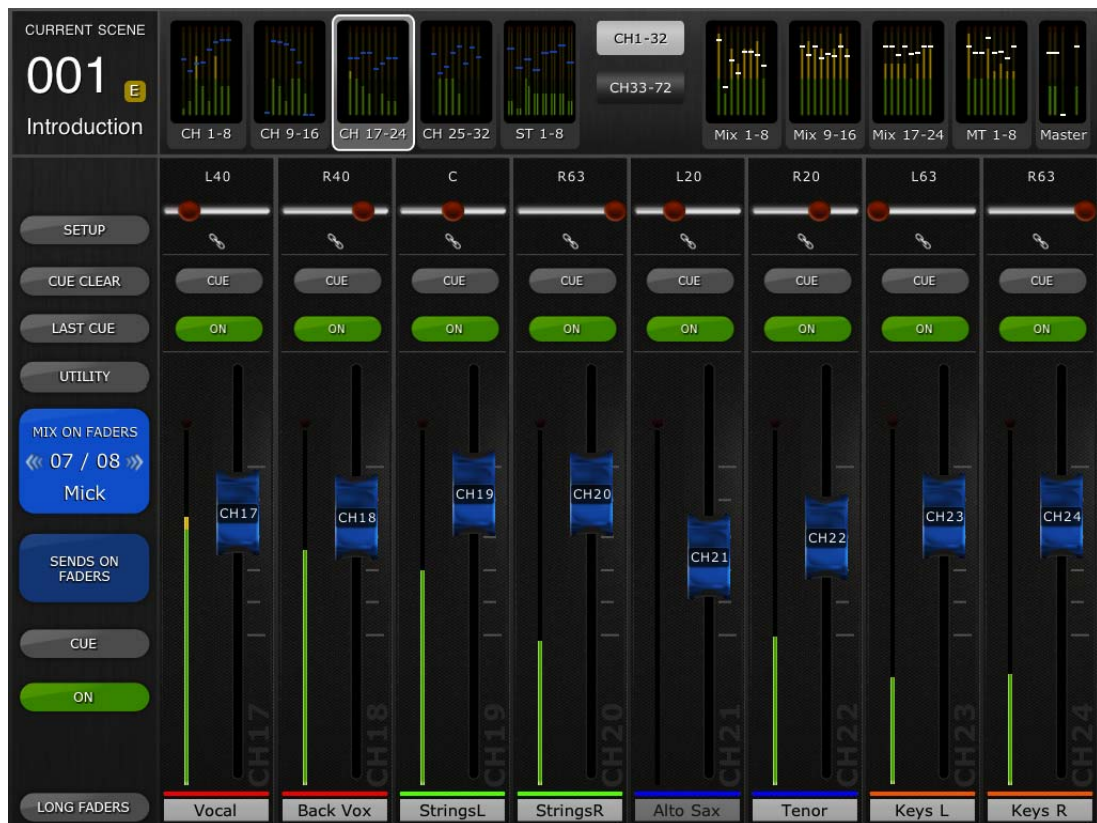 CURRENT SCENE
001 E
Introduction
CH 1-8
CH 9-16
CH 17-24
CH 25-32
ST 1-8
CH1-32
CH33-72
Mix 1-8
Mix 9-16
Mix 17-24
MT 1-8
Master
L40
R40
C
R63
L20
R20
L63
R63
SETUP
CUE CLEAR
LAST CUE
UTILITY
MIX ON FADERS
07 / 08
Mick
SENDS ON
FADERS
CUE
ON
LONG FADERS
CUE
CUE
CUE
CUE
CUE
CUE
CUE
CUE
ON
ON
ON
ON
ON
ON
ON
ON
CH17
CH18
CH19
CH20
CH21
CH22
CH23
CH24
CH17
CH18
CH19
CH20
CH21
CH22
CH23
CH24
Vocal
Back Vox
StringsL
StringsR
Alto Sax
Tenor
Keys L
Keys R